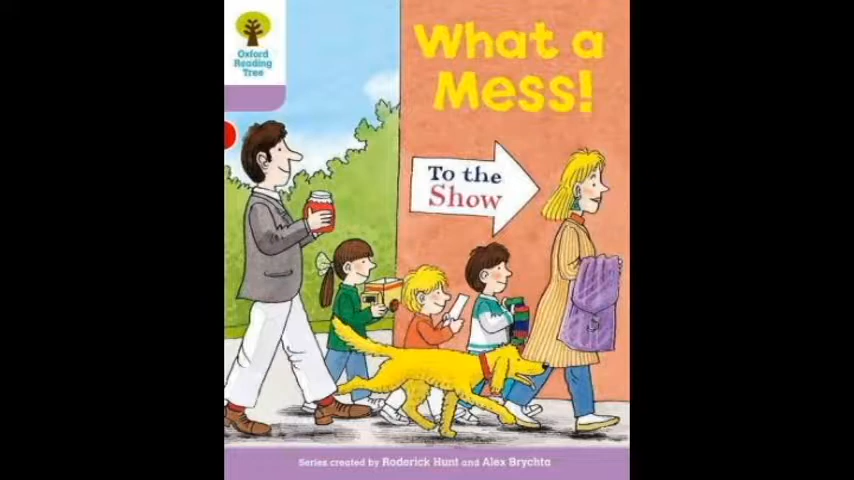 Oxford
Reading
Tree
What a
Mess!
To the
Show
Series created by Roderick Hunt and Alex Brychta